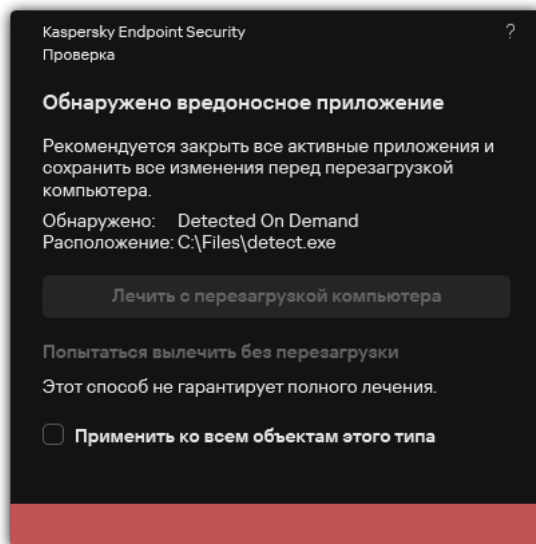 Kaspersky Endpoint Security
?
Проверка
Обнаружено вредоносное приложение
Рекомендуется закрыть все активные приложения и
сохранить все изменения перед перезагрузкой
компьютера.
Обнаружено: Detected On Demand
Расположение: C:\Files\detect.exe
Лечить с перезагрузкой компьютера
Попытаться вылечить без перезагрузки
Этот способ не гарантирует полного лечения.
Применить ко всем объектам этого типа